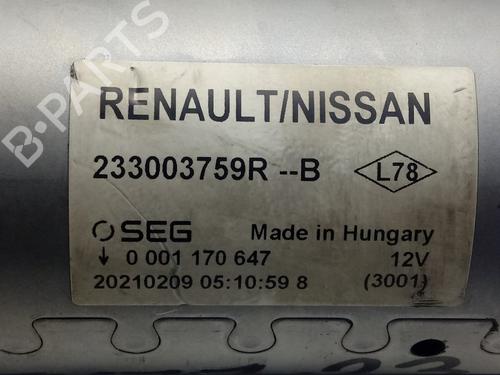 B-PARTS
RENAULT/NISSAN
233003759R --B L78
SEG Made in Hungary
↓ 0 001 170 647 12V
20210209 05:10:59 8 (3001)